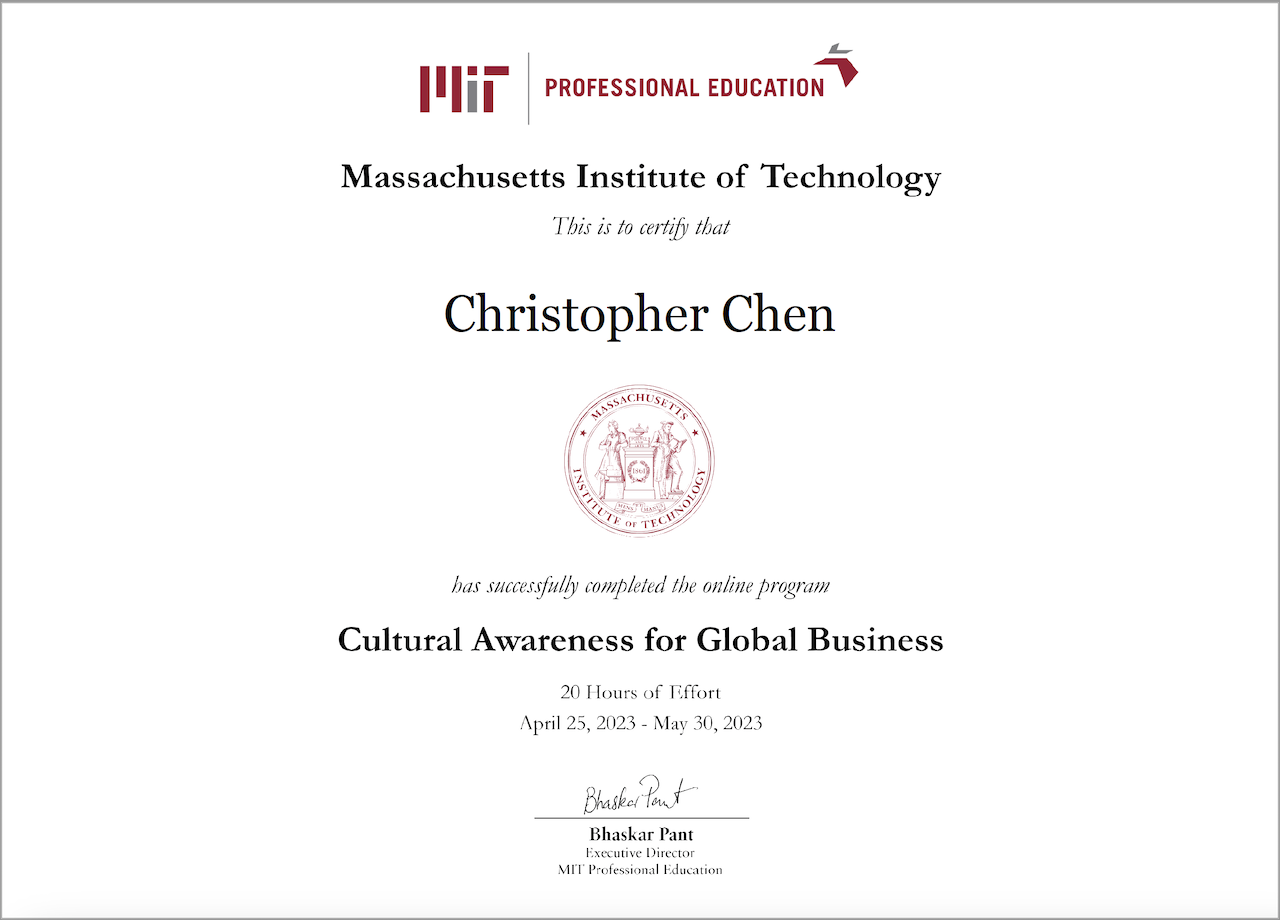 MIT PROFESSIONAL EDUCATION
Massachusetts Institute of Technology
This is to certify that
Christopher Chen
MASSACHUSETTS
INSTITUTE OF TECHNOLOGY
1861
MENS ET MANUS
has successfully completed the online program
Cultural Awareness for Global Business
20 Hours of Effort
April 25, 2023 - May 30, 2023
Bhaskar Pant
Bhaskar Pant
Executive Director
MIT Professional Education